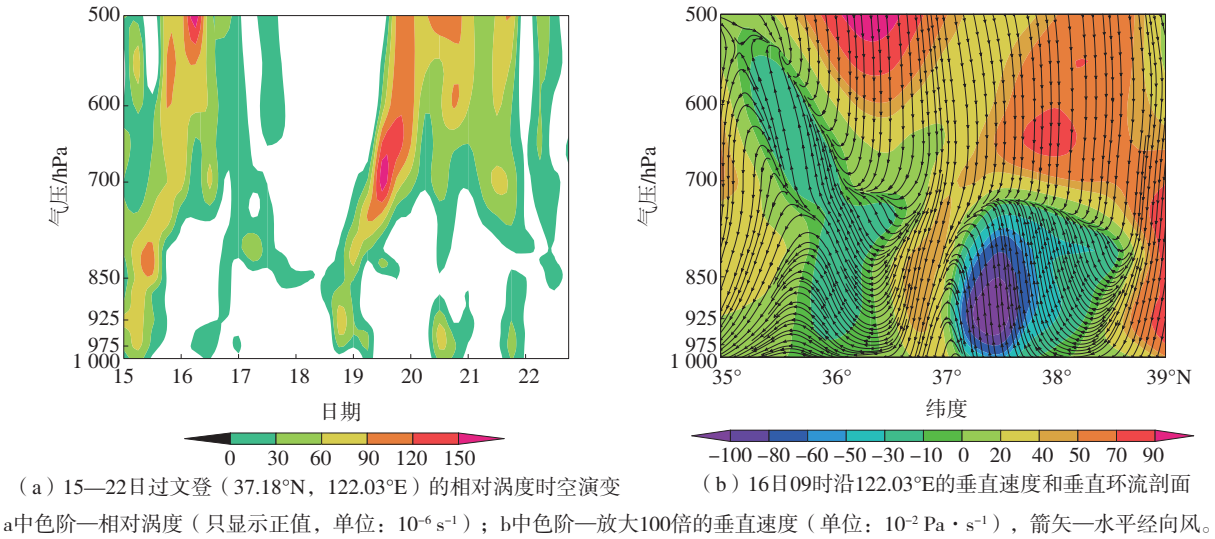 500
600
700
850
925
975
1 000
气压/hPa
15 16 17 18 19 20 21 22
日期
0 30 60 90 120 150
（a）15—22日过文登（37.18°N，122.03°E）的相对涡度时空演变
500
600
700
850
925
975
1 000
气压/hPa
35° 36° 37° 38° 39°N
纬度
−100 −80 −60 −50 −30 −10 0 20 40 50 70 90
（b）16日09时沿122.03°E的垂直速度和垂直环流剖面
a中色阶—相对涡度（只显示正值，单位：10⁻⁶ s⁻¹）；b中色阶—放大100倍的垂直速度（单位：10⁻² Pa・s⁻¹），箭矢—水平经向风。